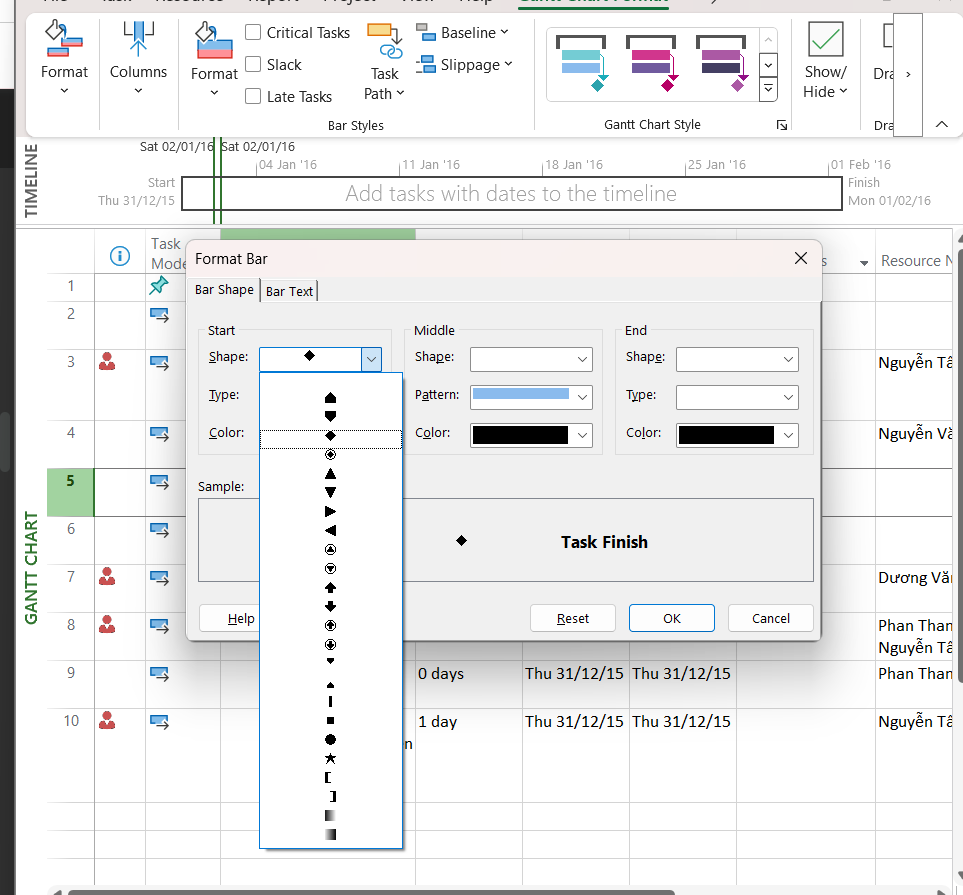 Gantt Chart Format
Format
Columns
Format
Critical Tasks
Slack
Late Tasks
Task
Path
Baseline
Slippage
Show/
Hide
Dra
Bar Styles
Gantt Chart Style
Dra
TIMELINE
Sat 02/01/16
Sat 02/01/16
04 Jan '16
11 Jan '16
18 Jan '16
25 Jan '16
01 Feb '16
Start
Thu 31/12/15
Add tasks with dates to the timeline
Finish
Mon 01/02/16
GANTT CHART
Task
Mode
s
Resource N
Format Bar
Bar Shape
Bar Text
Start
Shape:
Type:
Color:
Middle
Shape:
Pattern:
Color:
End
Shape:
Type:
Color:
Sample:
Task Finish
Help
Reset
OK
Cancel
1
2
3
Nguyễn Tấ
4
Nguyễn Vă
5
6
7
Dương Văn
8
Phan Than
Nguyễn Tấ
9
0 days
Thu 31/12/15
Thu 31/12/15
Phan Than
10
1 day
Thu 31/12/15
Thu 31/12/15
Nguyễn Tấ
n